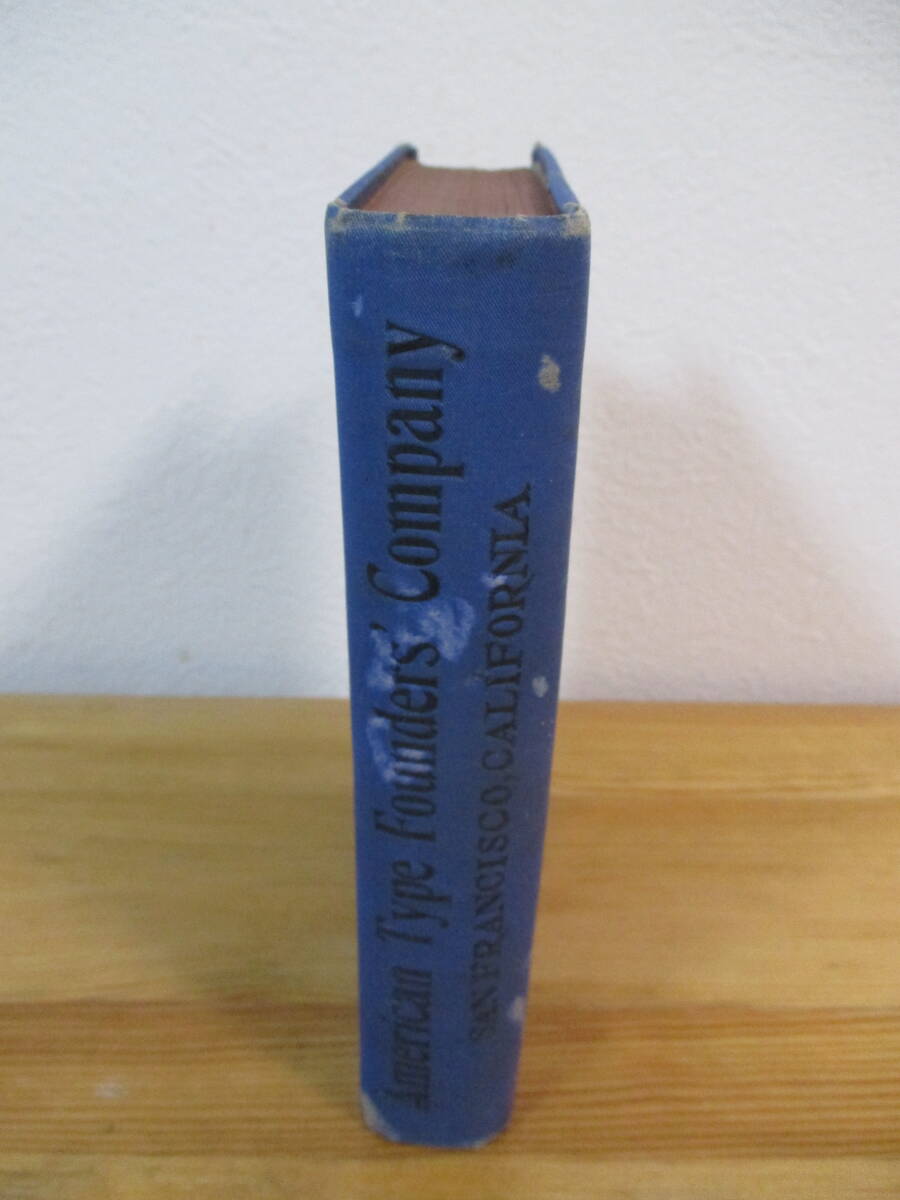 American Type Founders' Company
SAN FRANCISCO, CALIFORNIA.